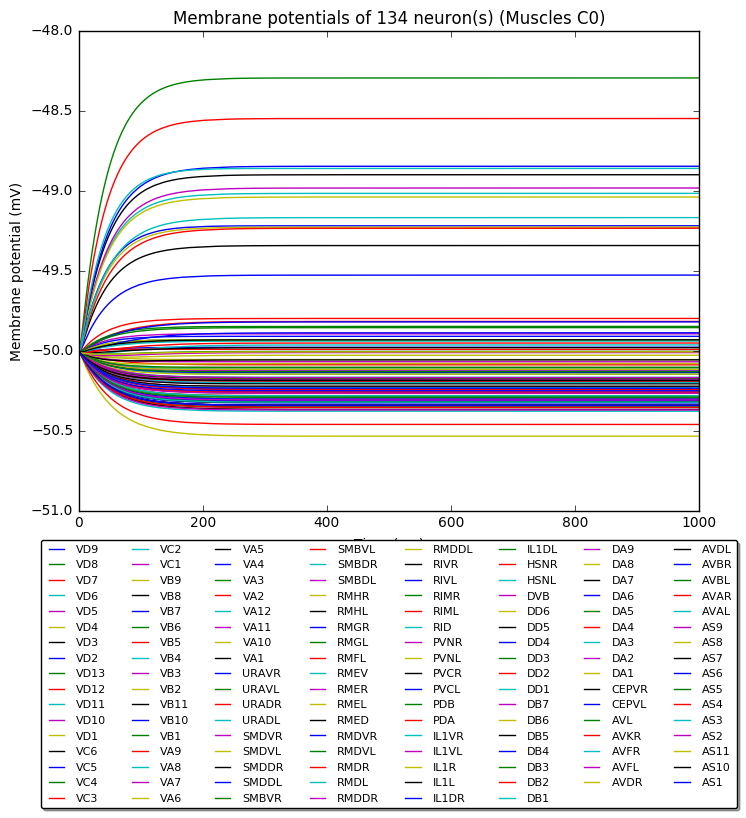 Membrane potentials of 134 neuron(s) (Muscles C0)
Membrane potential (mV)
−48.0
−48.5
−49.0
−49.5
−50.0
−50.5
−51.0
0 200 400 600 800 1000
VD9 VC2 VA5 SMBVL RMDDL IL1DL DA9 AVDL
VD8 VC1 VA4 SMBDR RIVR HSNR DA8 AVBR
VD7 VB9 VA3 SMBDL RIVL HSNL DA7 AVBL
VD6 VB8 VA2 RMHR RIMR DVB DA6 AVAR
VD5 VB7 VA12 RMHL RIML DD6 DA5 AVAL
VD4 VB6 VA11 RMGR RID DD5 DA4 AS9
VD3 VB5 VA10 RMGL PVNR DD4 DA3 AS8
VD2 VB4 VA1 RMFL PVNL DD3 DA2 AS7
VD13 VB3 URAVR RMEV PVCR DD2 DA1 AS6
VD12 VB2 URAVL RMER PVCL DD1 CEPVR AS5
VD11 VB11 URADR RMEL PDB DB7 CEPVL AS4
VD10 VB10 URADL RMED PDA DB6 AVL AS3
VD1 VB1 SMDVR RMDVR IL1VR DB5 AVKR AS2
VC6 VA9 SMDVL RMDVL IL1VL DB4 AVFR AS11
VC5 VA8 SMDDR RMDR IL1R DB3 AVFL AS10
VC4 VA7 SMDDL RMDL IL1L DB2 AVDR AS1
VC3 VA6 SMBVR RMDDR IL1DR DB1